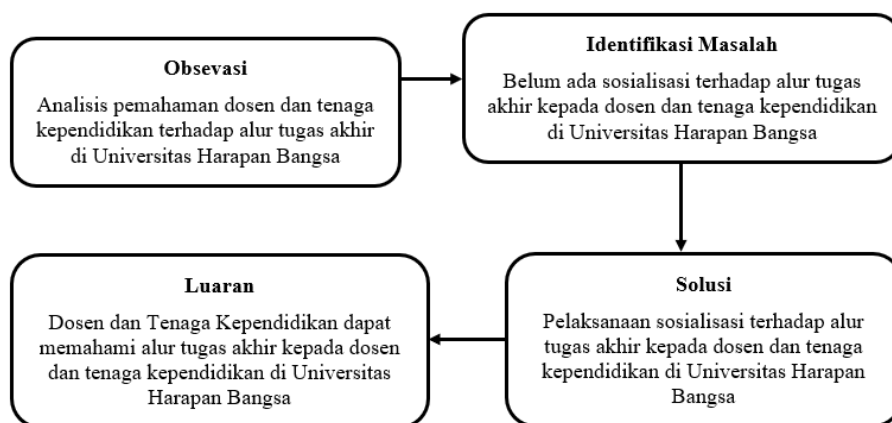 Obsevasi
Analisis pemahaman dosen dan tenaga
kependidikan terhadap alur tugas akhir
di Universitas Harapan Bangsa
Identifikasi Masalah
Belum ada sosialisasi terhadap alur tugas
akhir kepada dosen dan tenaga kependidikan
di Universitas Harapan Bangsa
Solusi
Pelaksanaan sosialisasi terhadap alur
tugas akhir kepada dosen dan tenaga
kependidikan di Universitas Harapan
Bangsa
Luaran
Dosen dan Tenaga Kependidikan dapat
memahami alur tugas akhir kepada dosen
dan tenaga kependidikan di Universitas
Harapan Bangsa